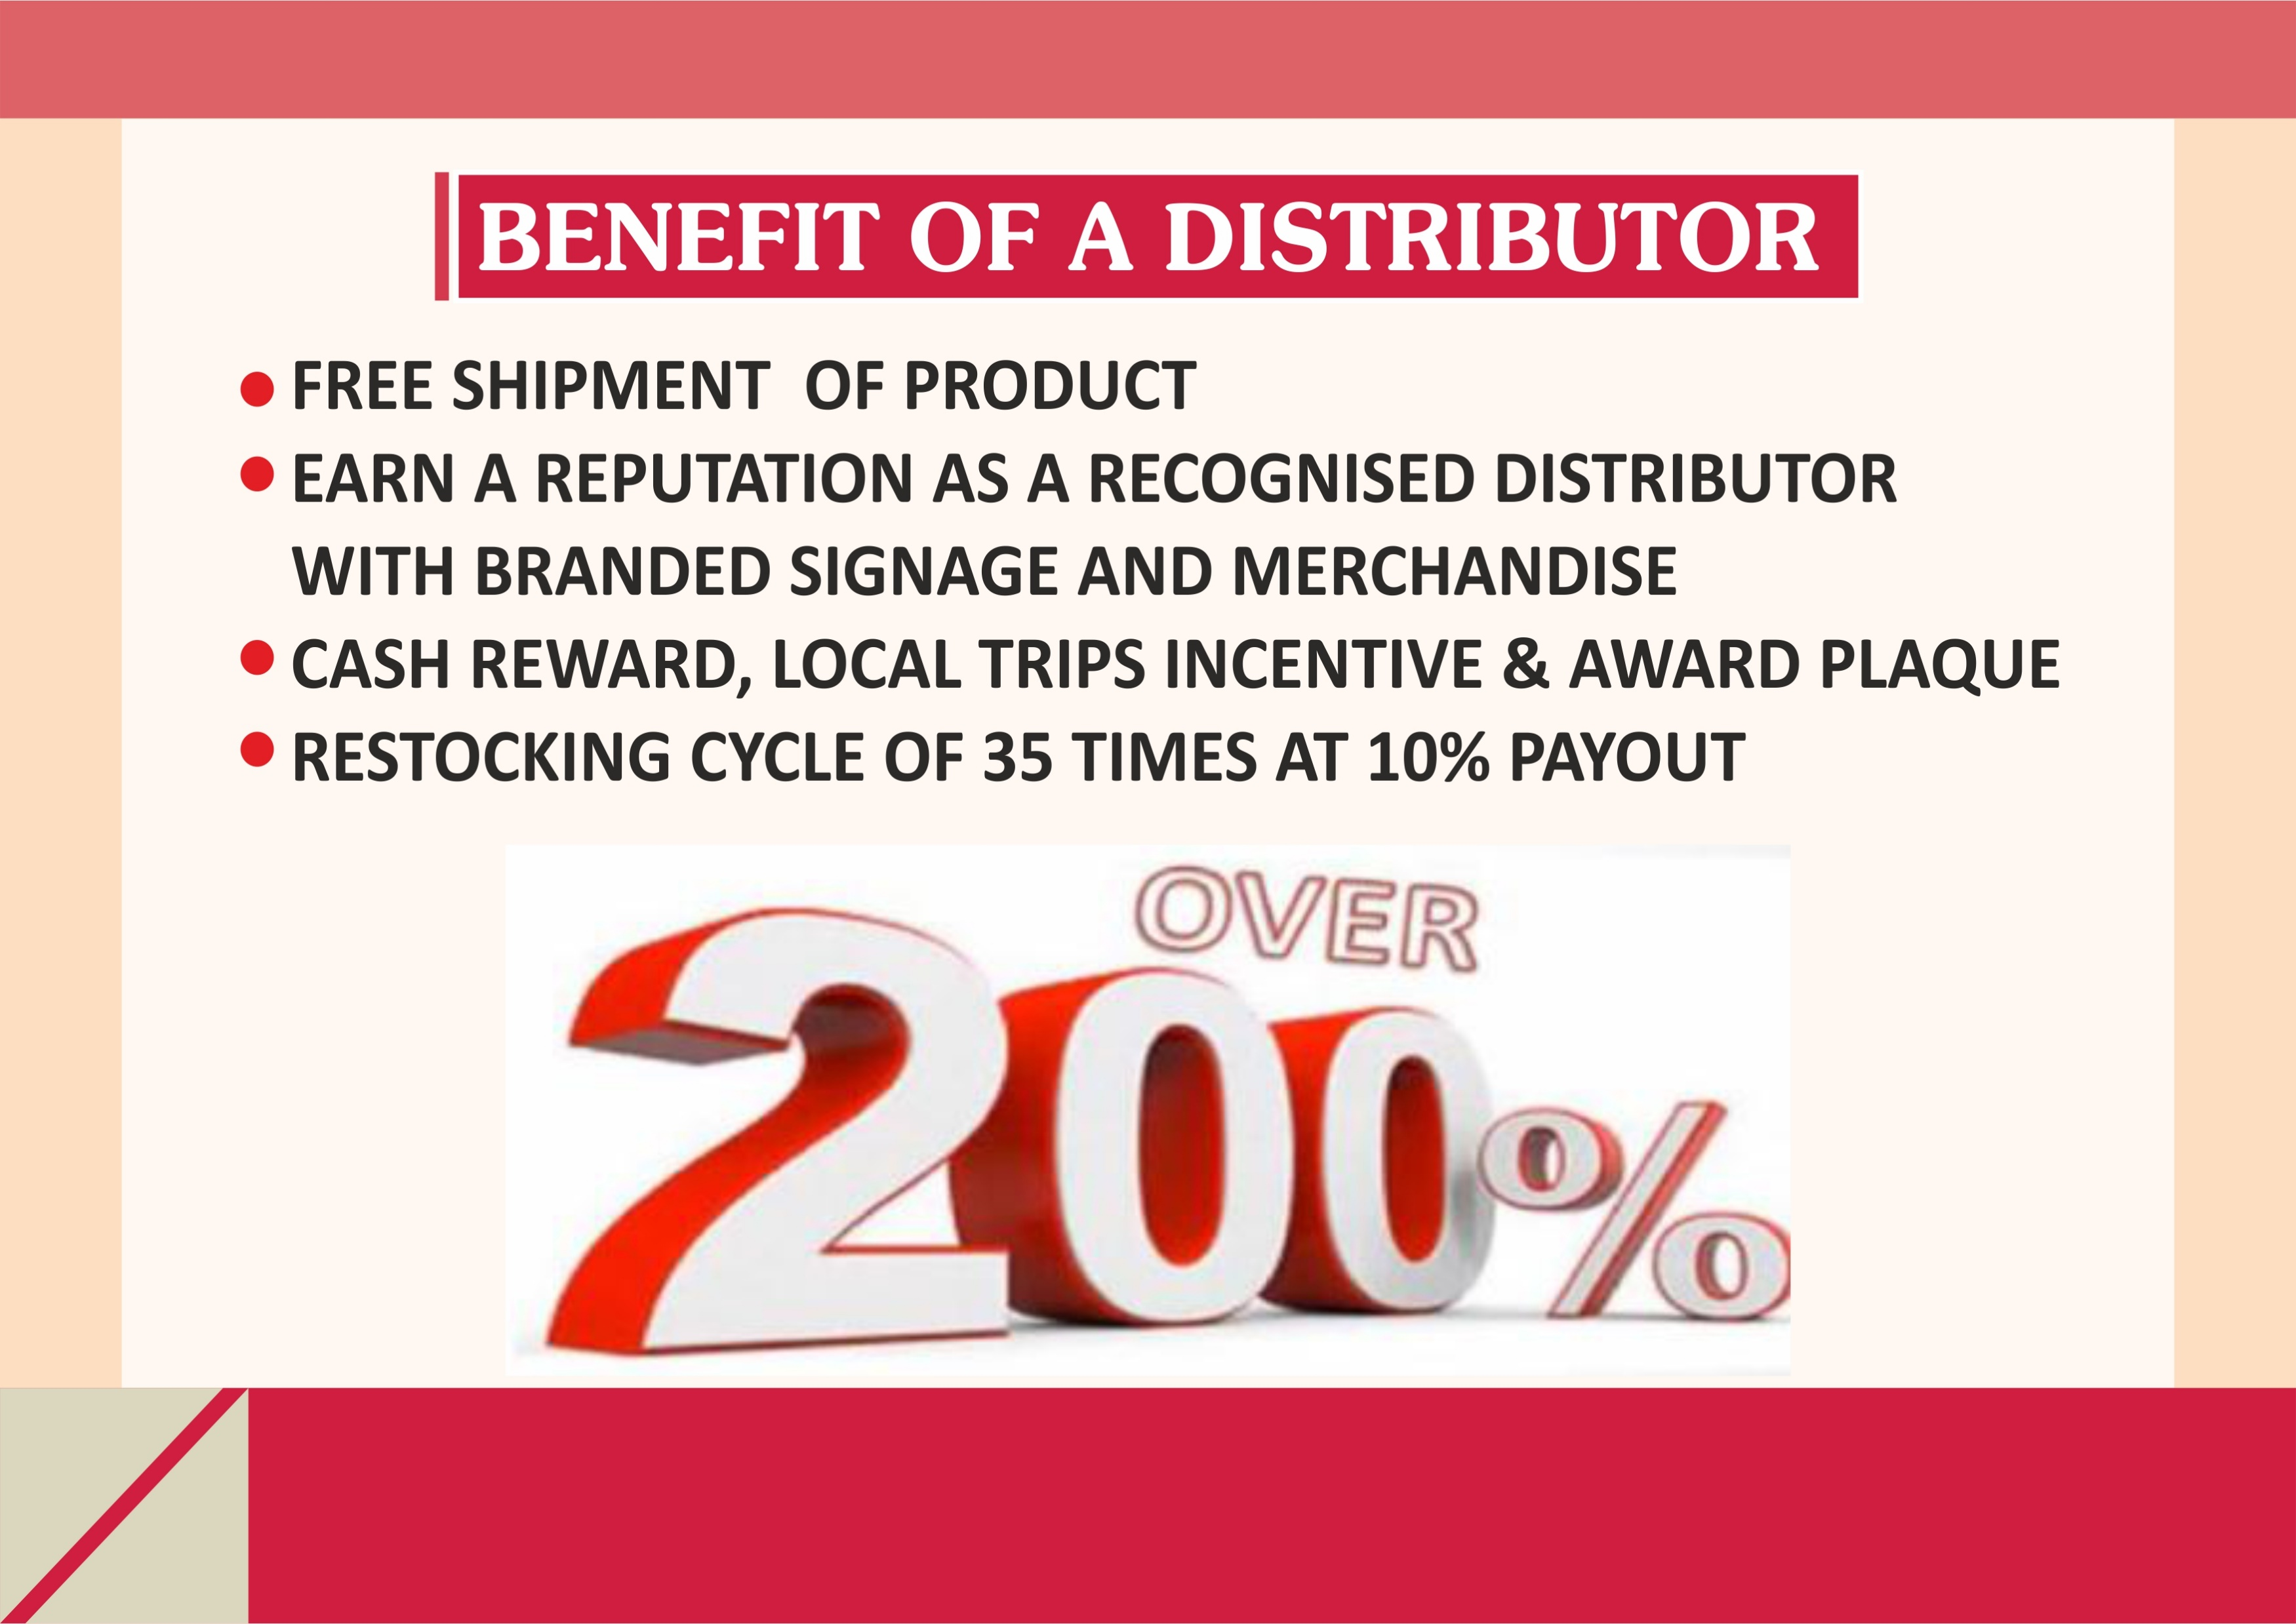 BENEFIT OF A DISTRIBUTOR
FREE SHIPMENT OF PRODUCT
EARN A REPUTATION AS A RECOGNISED DISTRIBUTOR
WITH BRANDED SIGNAGE AND MERCHANDISE
CASH REWARD, LOCAL TRIPS INCENTIVE & AWARD PLAQUE
RESTOCKING CYCLE OF 35 TIMES AT 10% PAYOUT
OVER
200%